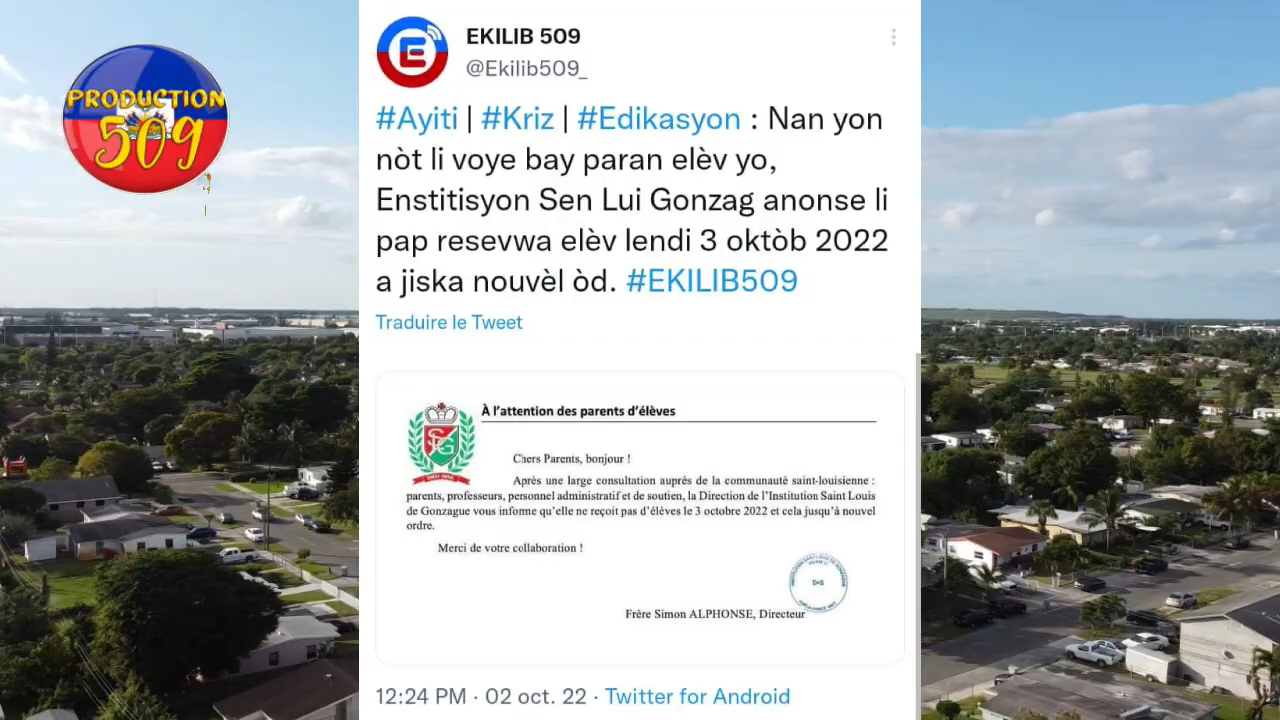 PRODUCTION
509
EKILIB 509
@Ekilib509_
#Ayiti | #Kriz | #Edikasyon : Nan yon
nòt li voye bay paran elèv yo,
Enstitisyon Sen Lui Gonzag anonse li
pap resevwa elèv lendi 3 oktòb 2022
a jiska nouvèl òd. #EKILIB509
Traduire le Tweet
À l'attention des parents d'élèves
Chers Parents, bonjour !
Après une large consultation auprès de la communauté saint-louisienne :
parents, professeurs, personnel administratif et de soutien, la Direction de l'Institution Saint Louis
de Gonzague vous informe qu'elle ne reçoit pas d'élèves le 3 octobre 2022 et cela jusqu'à nouvel
ordre.
Merci de votre collaboration !
Frère Simon ALPHONSE, Directeur
12:24 PM · 02 oct. 22 · Twitter for Android